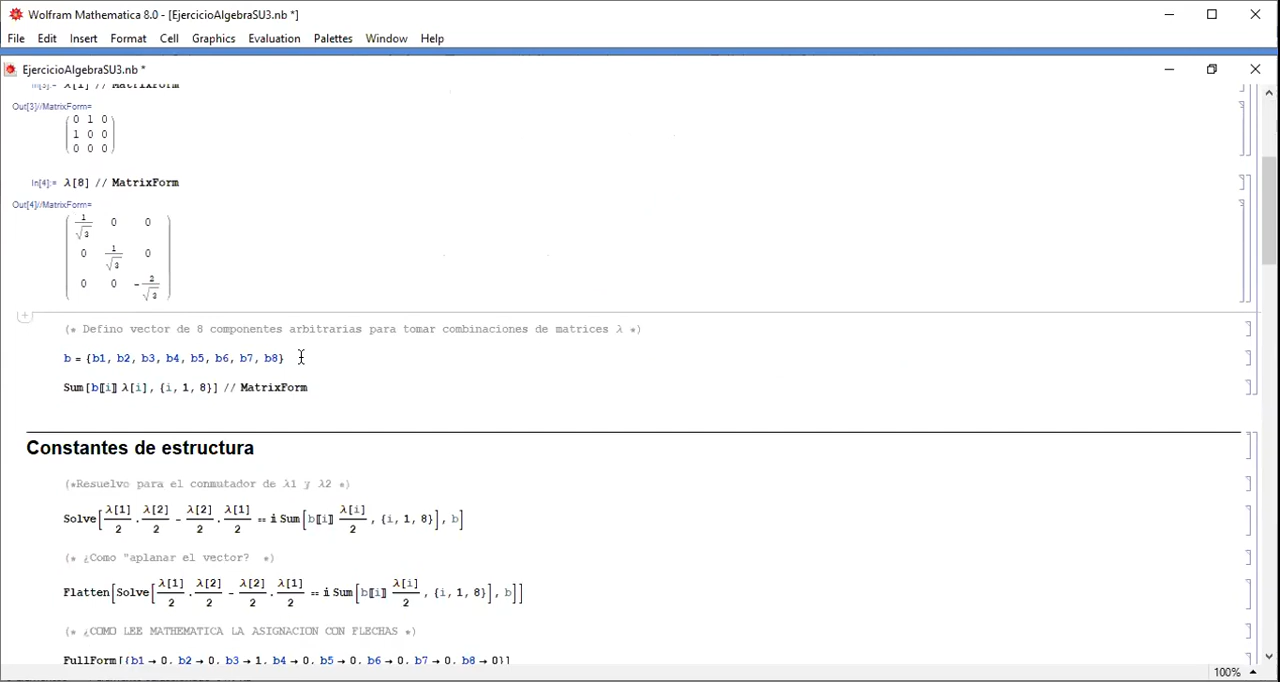 Wolfram Mathematica 8.0 - [EjercicioAlgebraSU3.nb *]
File Edit Insert Format Cell Graphics Evaluation Palettes Window Help
EjercicioAlgebraSU3.nb *
In[3]:= λ[1] // MatrixForm
Out[3]//MatrixForm=
0 1 0
1 0 0
0 0 0
In[4]:= λ[8] // MatrixForm
Out[4]//MatrixForm=
1/√3 0 0
0 1/√3 0
0 0 -2/√3
(* Defino vector de 8 componentes arbitrarias para tomar combinaciones de matrices λ *)
b = {b1, b2, b3, b4, b5, b6, b7, b8}
Sum[b[[i]] λ[i], {i, 1, 8}] // MatrixForm
Constantes de estructura
(*Resuelvo para el conmutador de λ1 y λ2 *)
Solve[λ[1]/2 . λ[2]/2 - λ[2]/2 . λ[1]/2 == i Sum[b[[i]] λ[i]/2, {i, 1, 8}], b]
(* ¿Como "aplanar el vector? *)
Flatten[Solve[λ[1]/2 . λ[2]/2 - λ[2]/2 . λ[1]/2 == i Sum[b[[i]] λ[i]/2, {i, 1, 8}], b]]
(* ¿COMO LEE MATHEMATICA LA ASIGNACION CON FLECHAS *)
FullForm[{b1 → 0, b2 → 0, b3 → 1, b4 → 0, b5 → 0, b6 → 0, b7 → 0, b8 → 0}]
100%